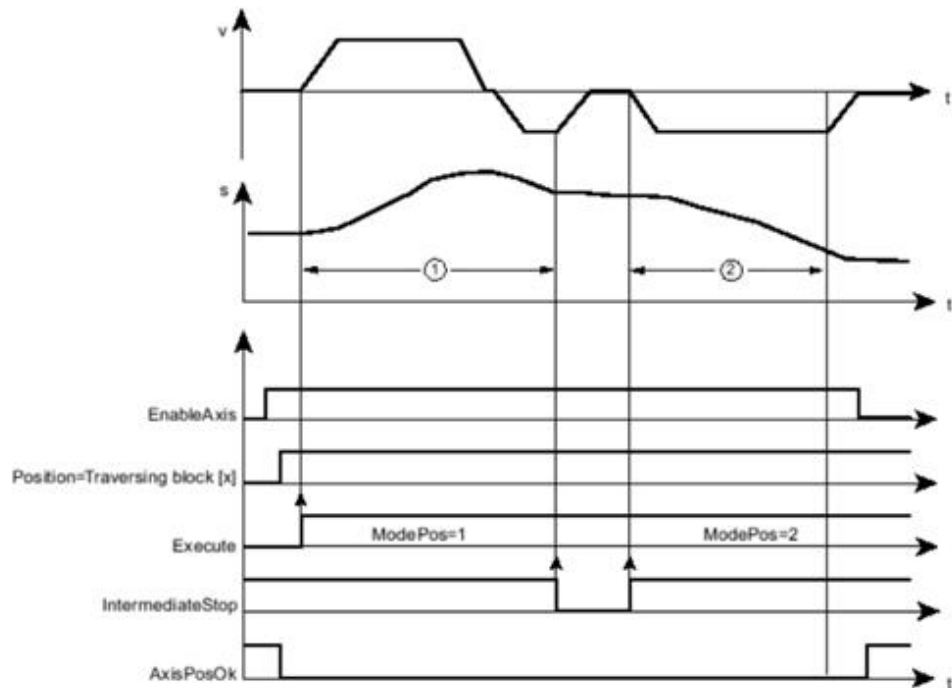 v
t
s
1
2
t
EnableAxis
Position=Traversing block [x]
ModePos=1
ModePos=2
Execute
IntermediateStop
AxisPosOk
t